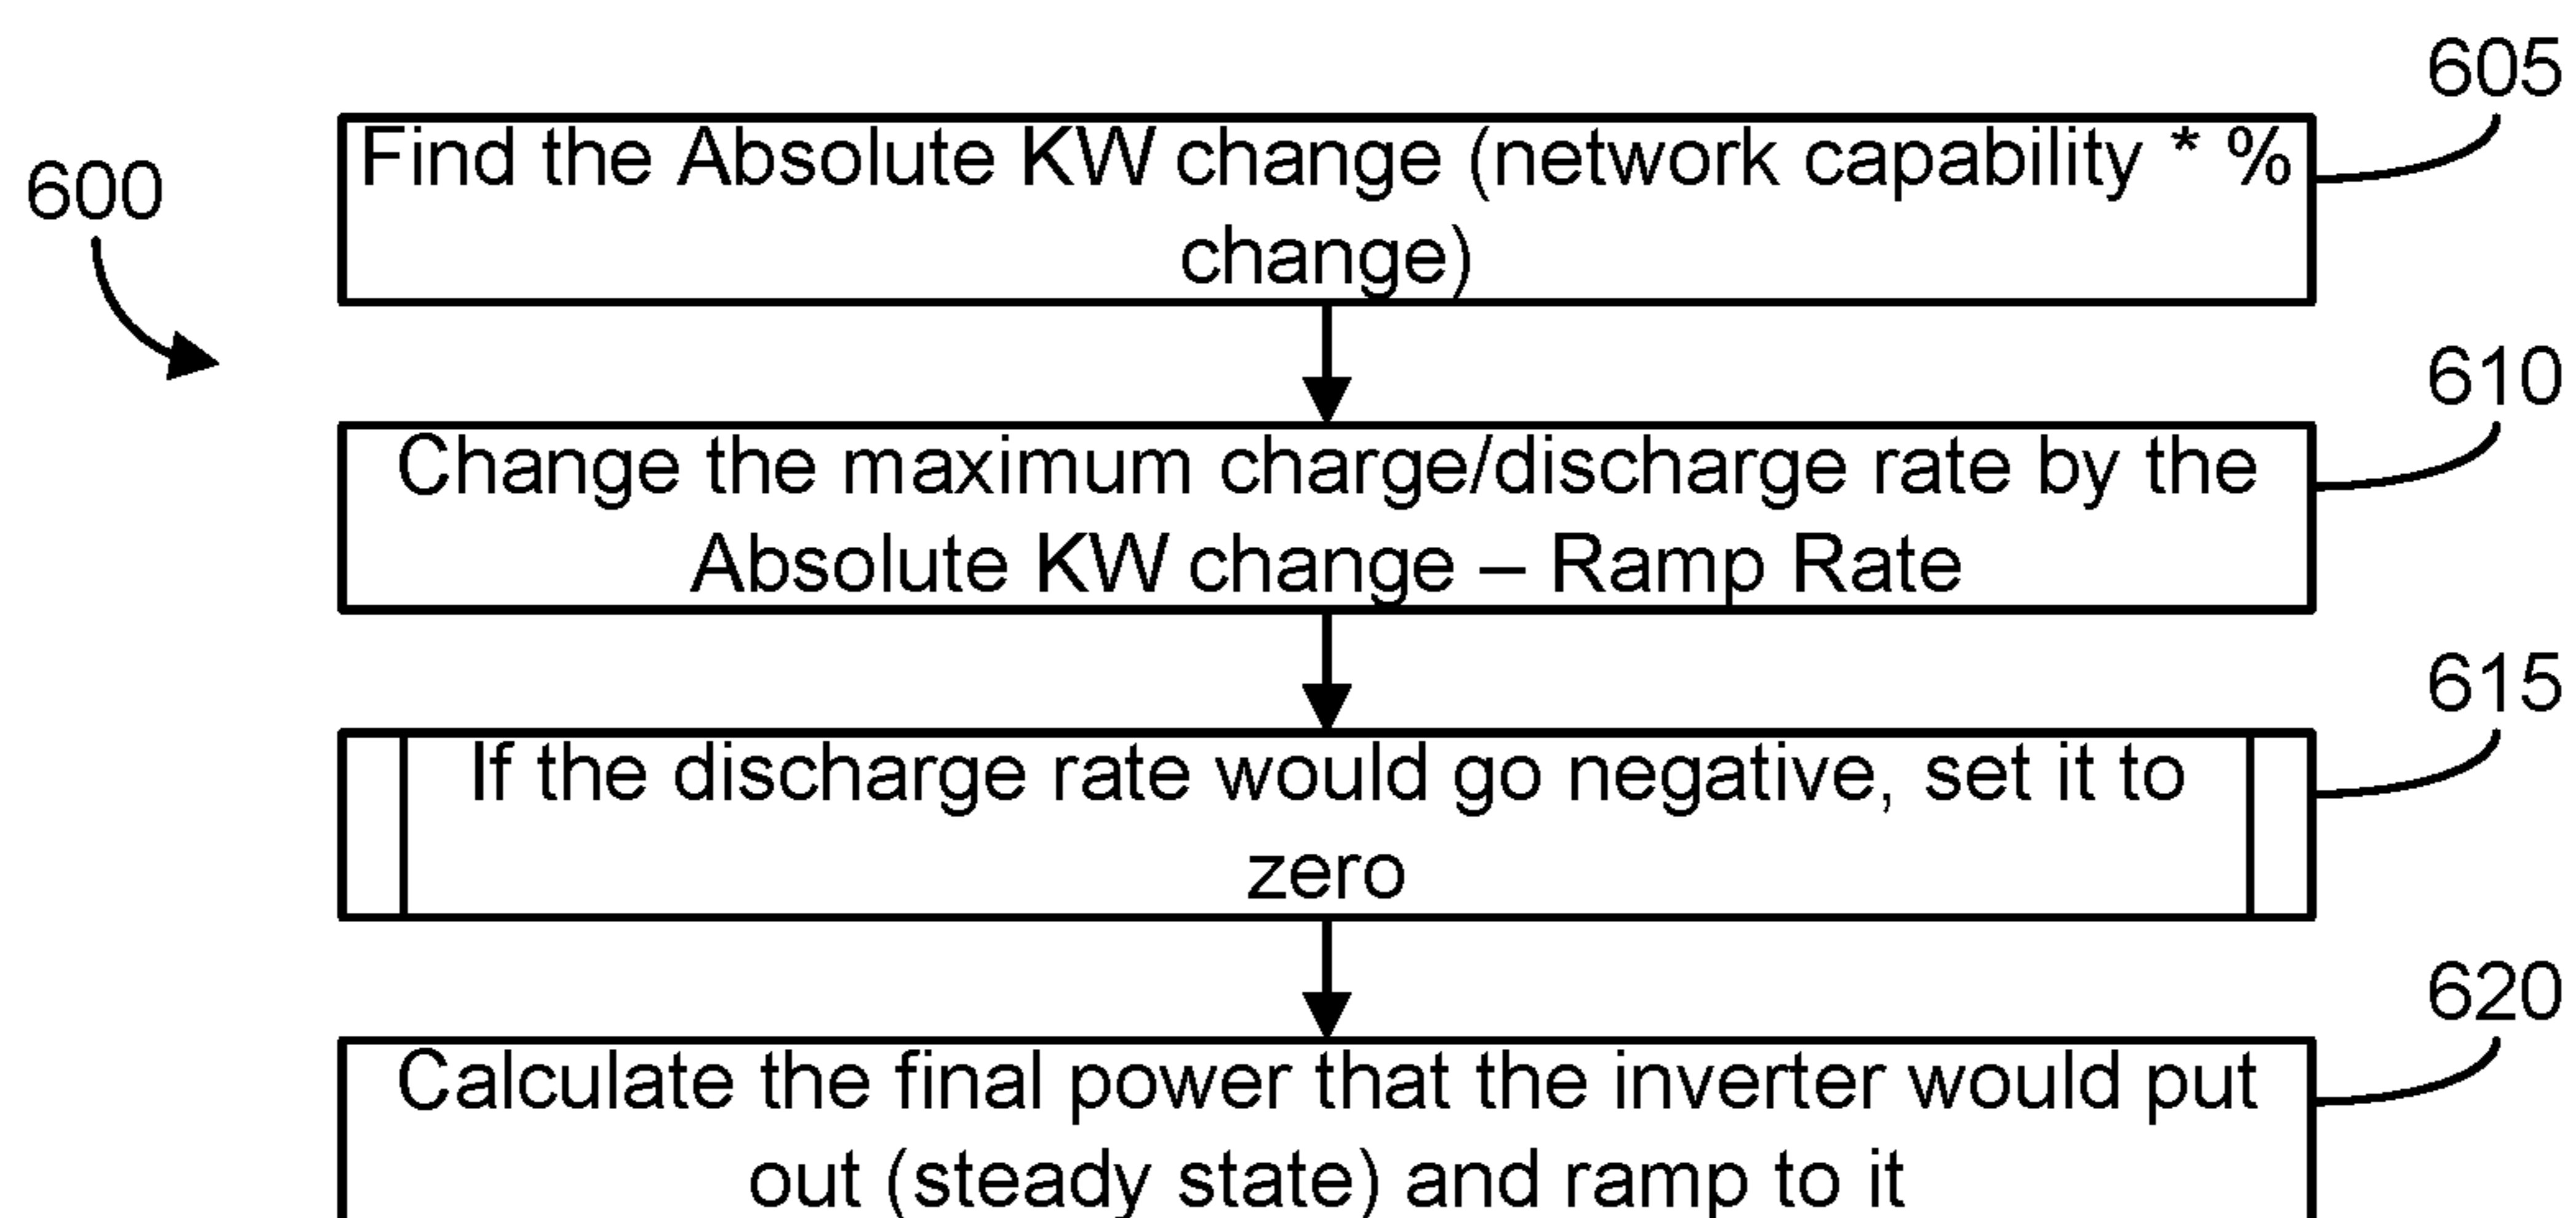 605
Find the Absolute KW change (network capability * %
change)
600
610
Change the maximum charge/discharge rate by the
Absolute KW change – Ramp Rate
615
If the discharge rate would go negative, set it to
zero
620
Calculate the final power that the inverter would put
out (steady state) and ramp to it